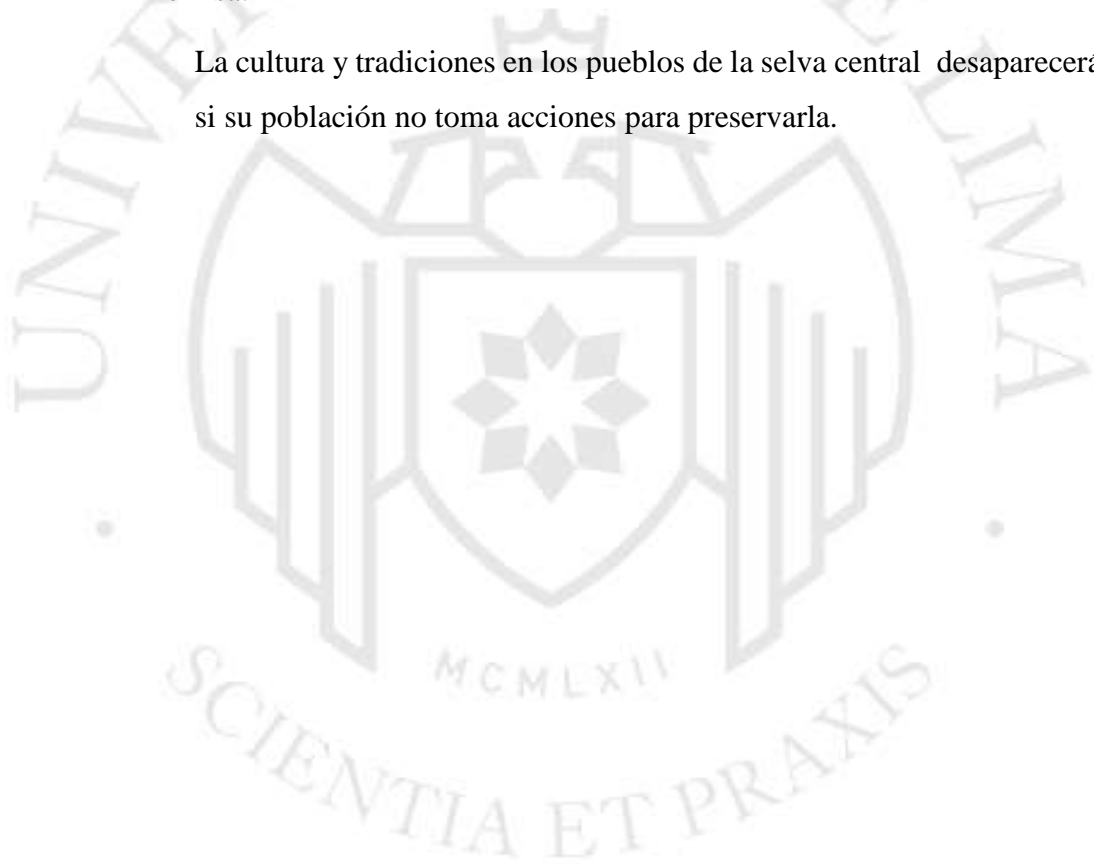 La cultura y tradiciones en los pueblos de la selva central desaparecerá
si su población no toma acciones para preservarla.
LIMA
MCMLXII
SCIENTIA ET PRAXIS